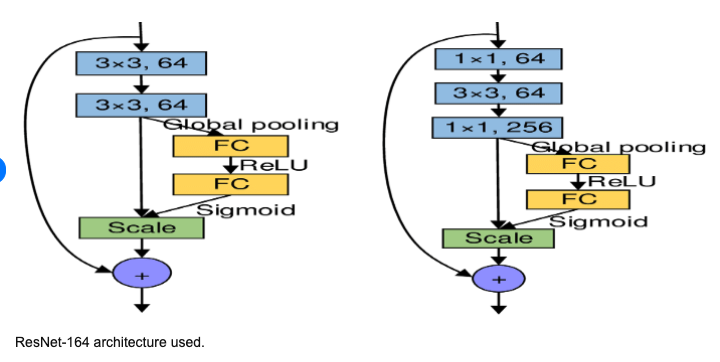 3×3, 64
3×3, 64
Global pooling
FC
ReLU
FC
Sigmoid
Scale
+
1×1, 64
3×3, 64
1×1, 256
Global pooling
FC
ReLU
FC
Sigmoid
Scale
+
ResNet-164 architecture used.